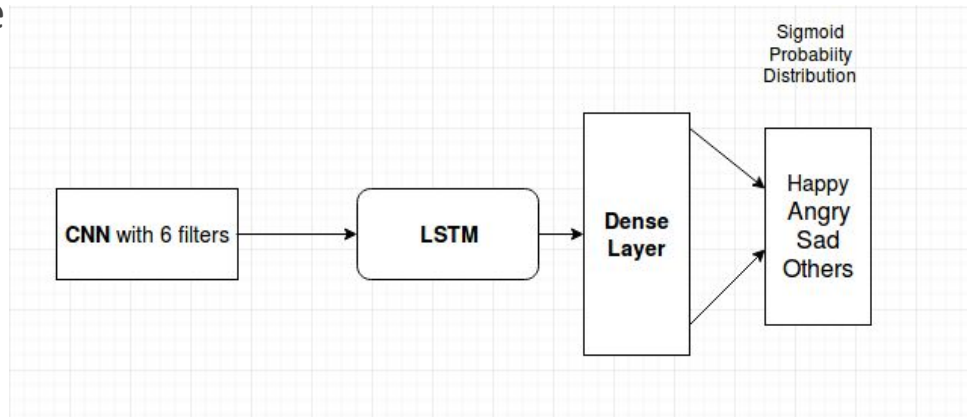 e
CNN with 6 filters
LSTM
Dense
Layer
Sigmoid
Probabiity
Distribution
Happy
Angry
Sad
Others